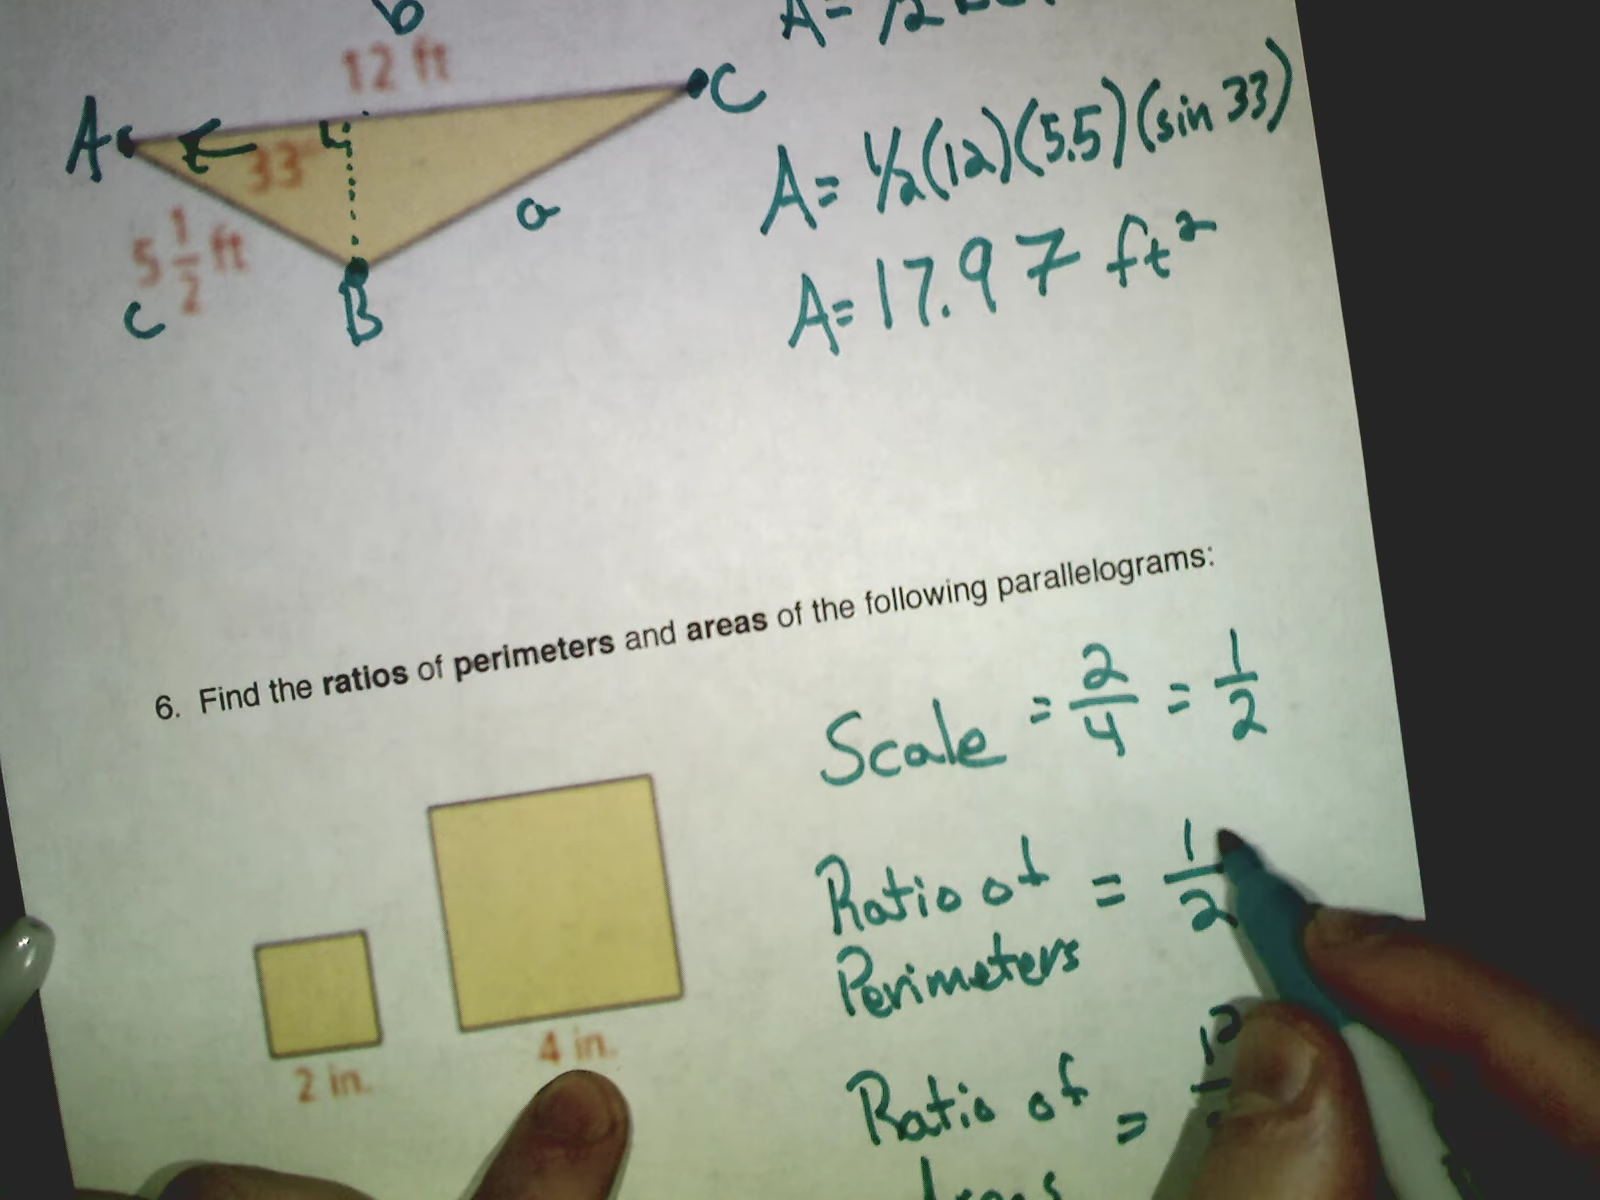 b
12 ft
A
C
33°
5 1/2 ft
a
c
B
A=
A= 1/2(12)(5.5)(sin 33)
A= 17.97 ft²
6. Find the ratios of perimeters and areas of the following parallelograms:
Scale = 2/4 = 1/2
Ratio of = 1/2
Perimeters
Ratio of =
2 in.
4 in.